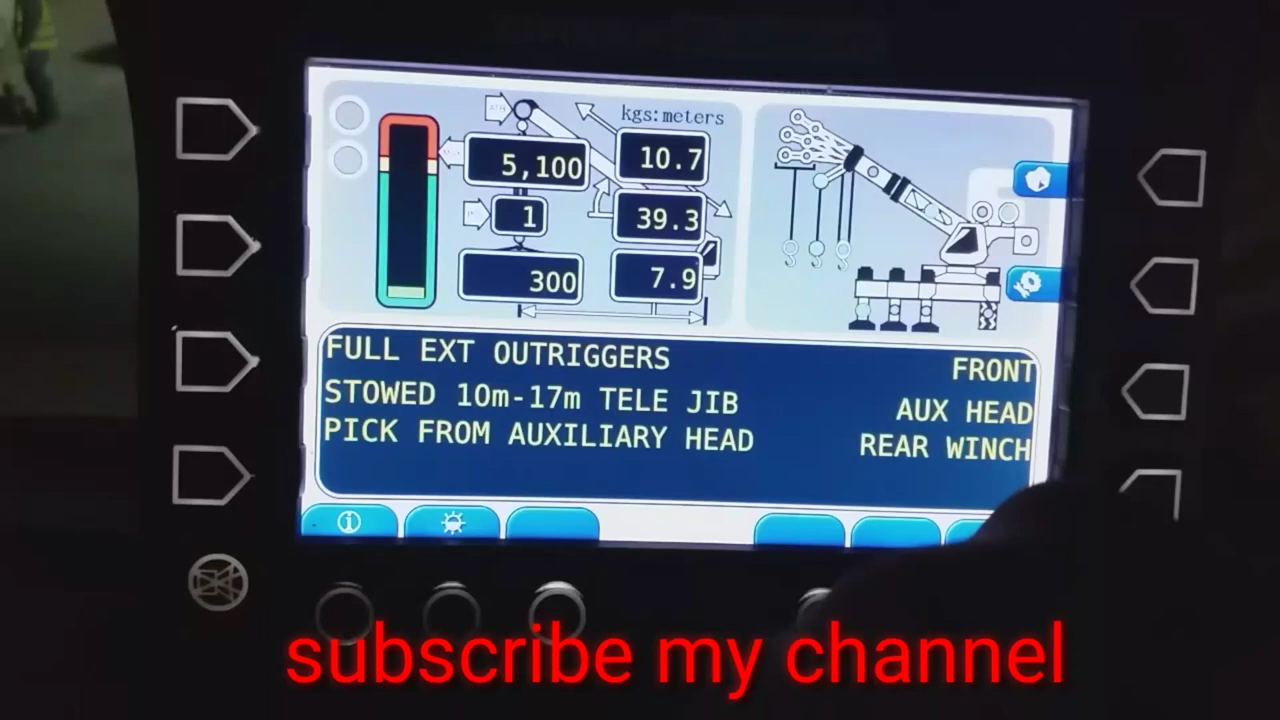 kgs:meters
5,100
10.7
1
39.3
300
7.9
FULL EXT OUTRIGGERS
FRONT
STOWED 10m-17m TELE JIB
AUX HEAD
PICK FROM AUXILIARY HEAD
REAR WINCH
subscribe my channel